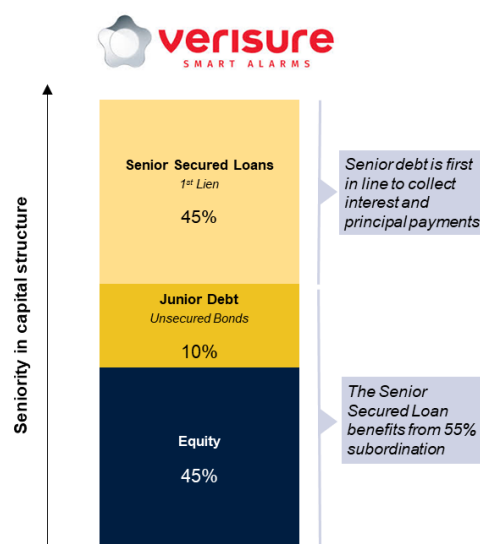 verisure
SMART ALARMS
Seniority in capital structure
Senior Secured Loans
1st Lien
45%
Senior debt is first
in line to collect
interest and
principal payments
Junior Debt
Unsecured Bonds
10%
Equity
45%
The Senior
Secured Loan
benefits from 55%
subordination